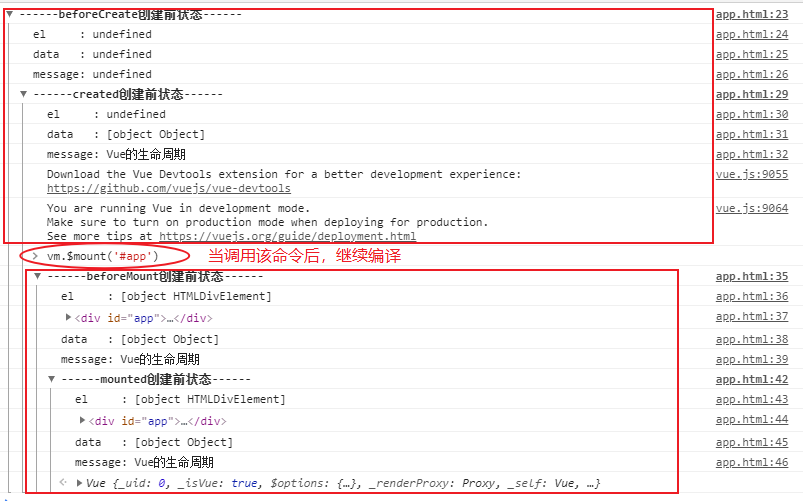 ▼ ------beforeCreate创建前状态------ app.html:23
el : undefined app.html:24
data : undefined app.html:25
message: undefined app.html:26
▼ ------created创建前状态------ app.html:29
el : undefined app.html:30
data : [object Object] app.html:31
message: Vue的生命周期 app.html:32
Download the Vue Devtools extension for a better development experience: vue.js:9055
https://github.com/vuejs/vue-devtools
You are running Vue in development mode. vue.js:9064
Make sure to turn on production mode when deploying for production.
See more tips at https://vuejs.org/guide/deployment.html
> vm.$mount('#app') 当调用该命令后，继续编译
▼ ------beforeMount创建前状态------ app.html:35
el : [object HTMLDivElement] app.html:36
▶<div id="app">…</div> app.html:37
data : [object Object] app.html:38
message: Vue的生命周期 app.html:39
▼ ------mounted创建前状态------ app.html:42
el : [object HTMLDivElement] app.html:43
▶<div id="app">…</div> app.html:44
data : [object Object] app.html:45
message: Vue的生命周期 app.html:46
▶ Vue {_uid: 0, _isVue: true, $options: {…}, _renderProxy: Proxy, _self: Vue, …}